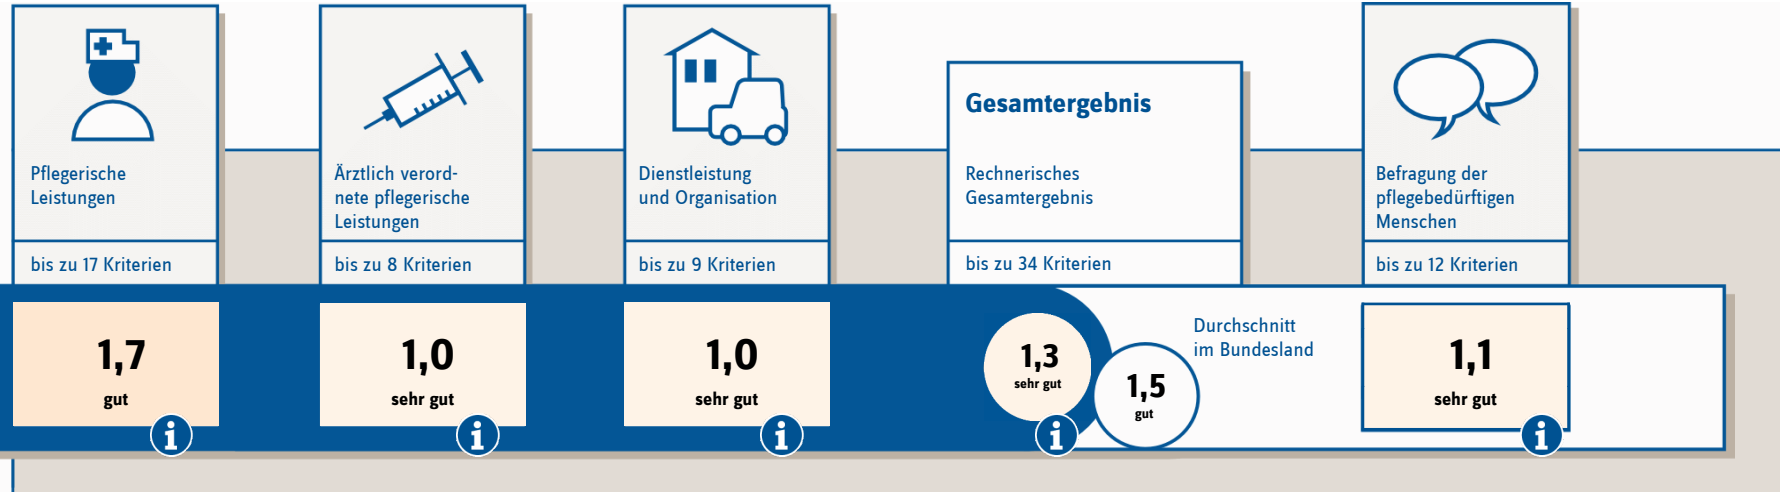 Pflegerische
Leistungen
bis zu 17 Kriterien
1,7
gut
Ärztlich verord-
nete pflegerische
Leistungen
bis zu 8 Kriterien
1,0
sehr gut
Dienstleistung
und Organisation
bis zu 9 Kriterien
1,0
sehr gut
Gesamtergebnis
Rechnerisches
Gesamtergebnis
bis zu 34 Kriterien
1,3
sehr gut
1,5
gut
Durchschnitt
im Bundesland
Befragung der
pflegebedürftigen
Menschen
bis zu 12 Kriterien
1,1
sehr gut